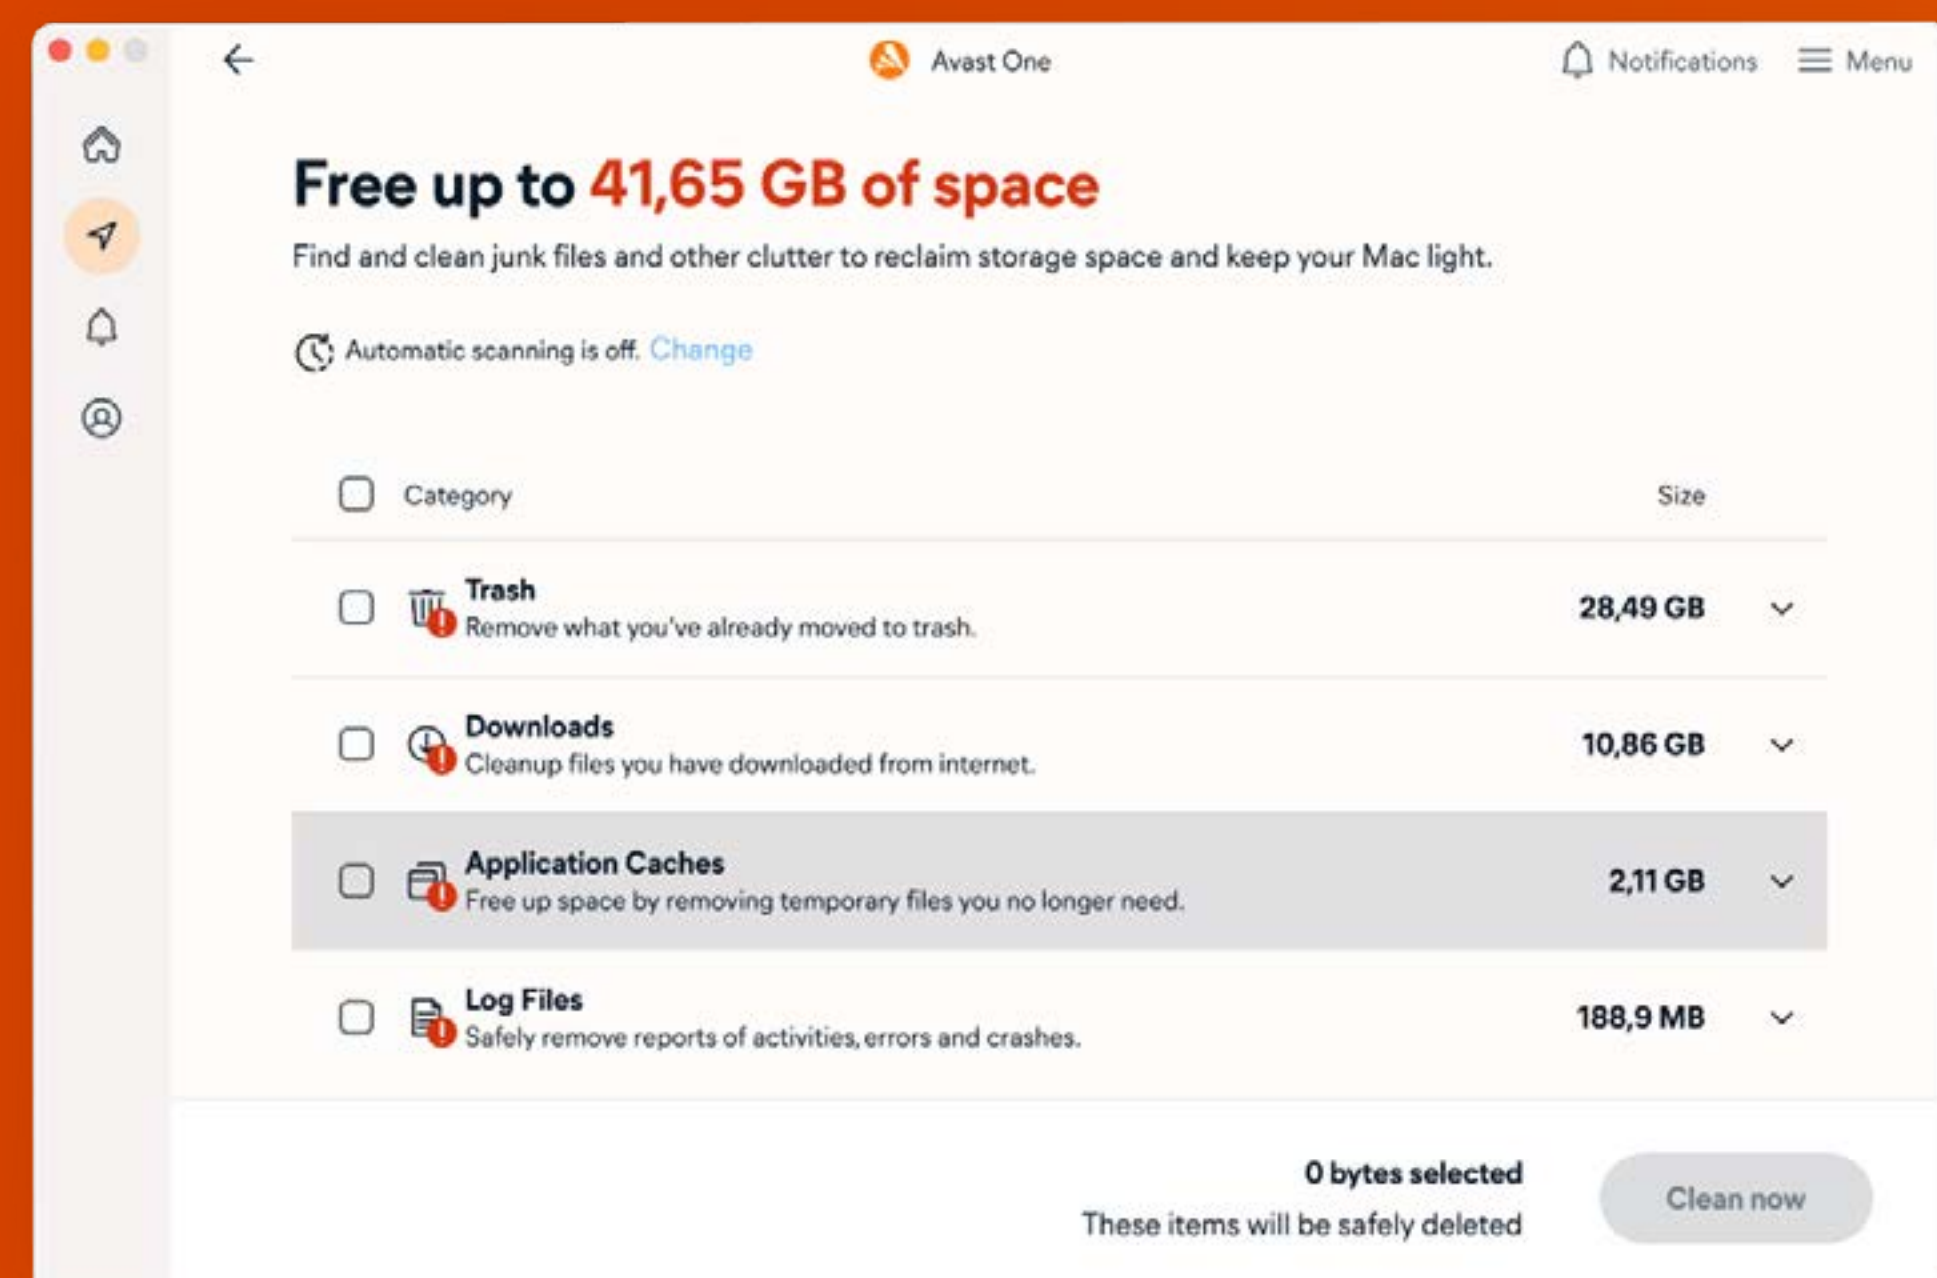 Avast One
Notifications
Menu
Free up to 41,65 GB of space
Find and clean junk files and other clutter to reclaim storage space and keep your Mac light.
Automatic scanning is off. Change
Category
Size
Trash
Remove what you've already moved to trash.
28,49 GB
Downloads
Cleanup files you have downloaded from internet.
10,86 GB
Application Caches
Free up space by removing temporary files you no longer need.
2,11 GB
Log Files
Safely remove reports of activities, errors and crashes.
188,9 MB
0 bytes selected
These items will be safely deleted
Clean now